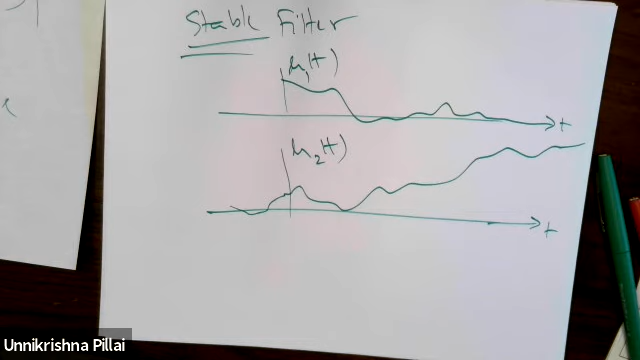 Stable Filter
h₁(t)
t
h₂(t)
t
Unnikrishna Pillai